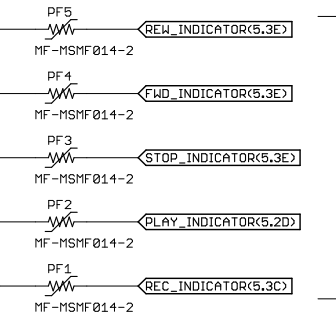 PF5
REW_INDICATOR(5.3E)
MF-MSMF014-2
PF4
FWD_INDICATOR(5.3E)
MF-MSMF014-2
PF3
STOP_INDICATOR(5.3E)
MF-MSMF014-2
PF2
PLAY_INDICATOR(5.2D)
MF-MSMF014-2
PF1
REC_INDICATOR(5.3C)
MF-MSMF014-2